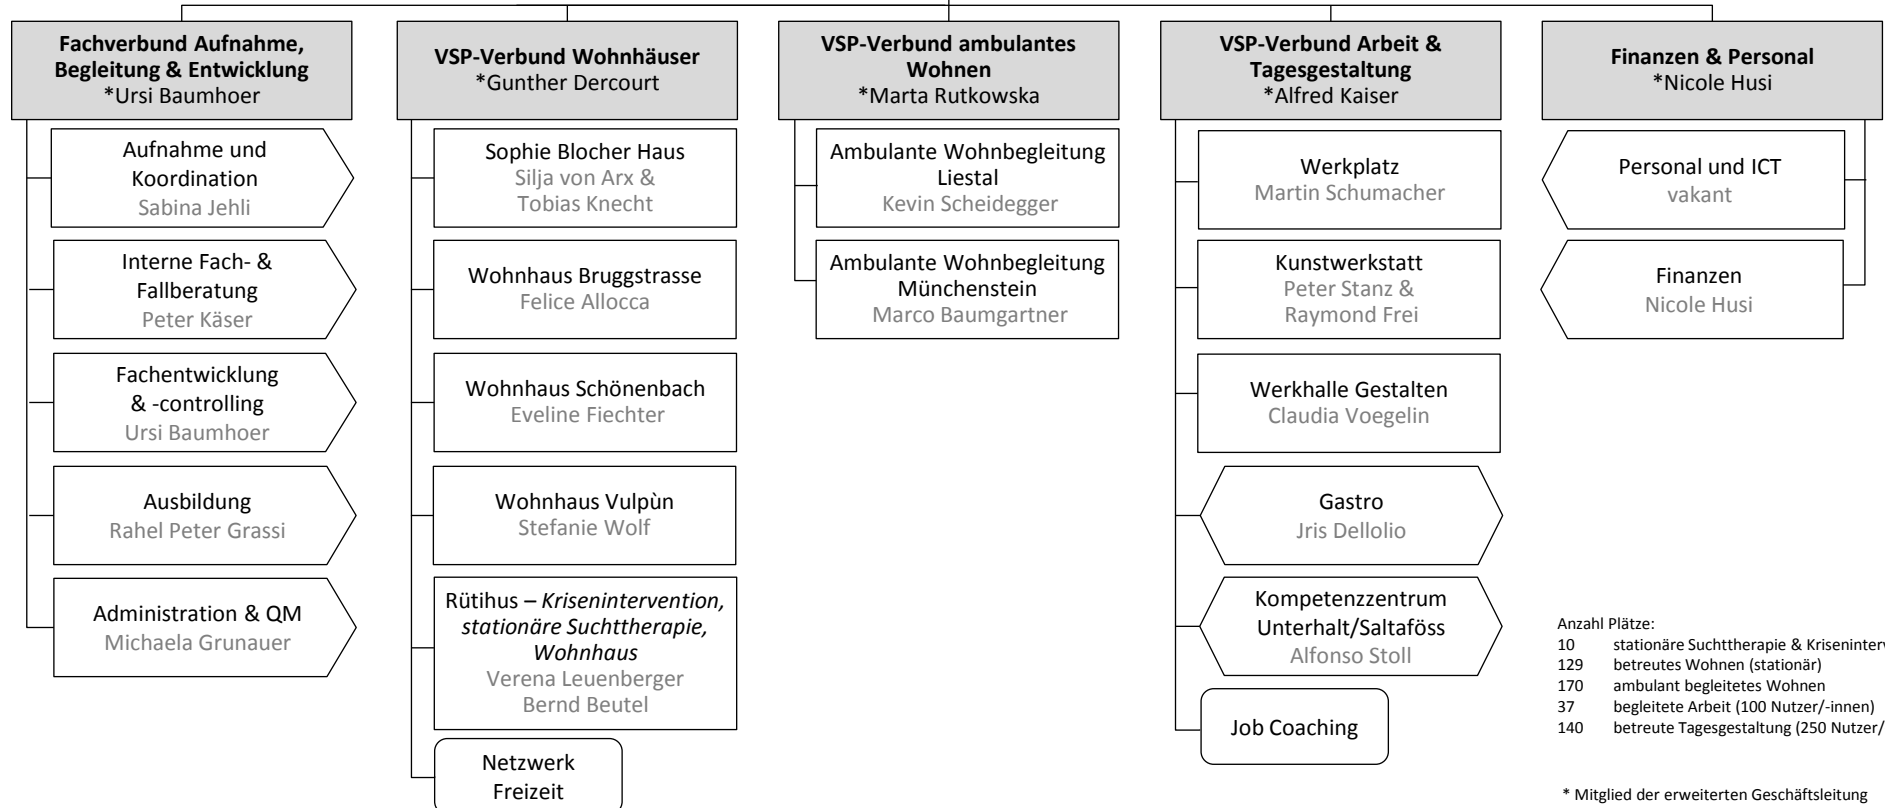 Fachverbund Aufnahme,
Begleitung & Entwicklung
*Ursi Baumhoer
Aufnahme und
Koordination
Sabina Jehli
Interne Fach- &
Fallberatung
Peter Käser
Fachentwicklung
& -controlling
Ursi Baumhoer
Ausbildung
Rahel Peter Grassi
Administration & QM
Michaela Grunauer
VSP-Verbund Wohnhäuser
*Gunther Dercourt
Sophie Blocher Haus
Silja von Arx &
Tobias Knecht
Wohnhaus Bruggstrasse
Felice Allocca
Wohnhaus Schönenbach
Eveline Fiechter
Wohnhaus Vulpùn
Stefanie Wolf
Rütihus – Krisenintervention,
stationäre Suchttherapie,
Wohnhaus
Verena Leuenberger
Bernd Beutel
Netzwerk
Freizeit
VSP-Verbund ambulantes
Wohnen
*Marta Rutkowska
Ambulante Wohnbegleitung
Liestal
Kevin Scheidegger
Ambulante Wohnbegleitung
Münchenstein
Marco Baumgartner
VSP-Verbund Arbeit &
Tagesgestaltung
*Alfred Kaiser
Werkplatz
Martin Schumacher
Kunstwerkstatt
Peter Stanz &
Raymond Frei
Werkhalle Gestalten
Claudia Voegelin
Gastro
Jris Dellolio
Kompetenzzentrum
Unterhalt/Saltaföss
Alfonso Stoll
Job Coaching
Finanzen & Personal
*Nicole Husi
Personal und ICT
vakant
Finanzen
Nicole Husi
Anzahl Plätze:
10 stationäre Suchttherapie & Kriseninter
129 betreutes Wohnen (stationär)
170 ambulant begleitetes Wohnen
37 begleitete Arbeit (100 Nutzer/-innen)
140 betreute Tagesgestaltung (250 Nutzer/
* Mitglied der erweiterten Geschäftsleitung